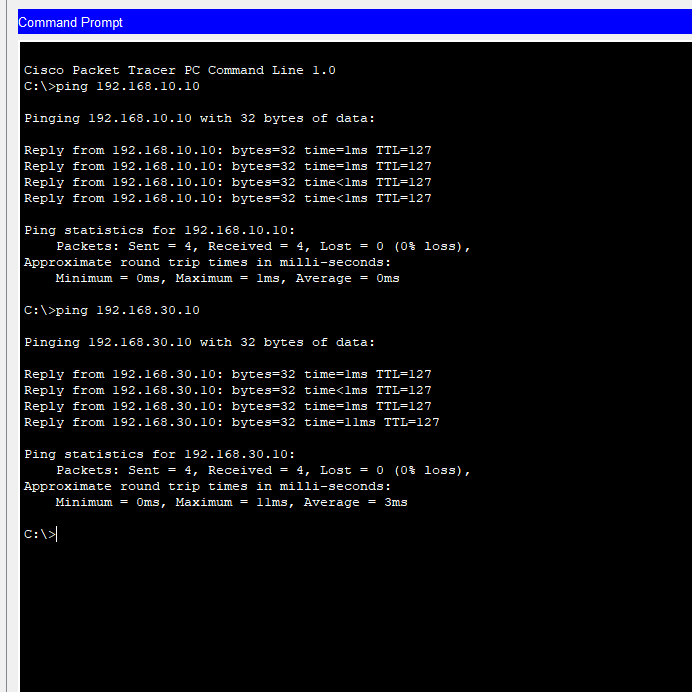 Command Prompt
Cisco Packet Tracer PC Command Line 1.0
C:\>ping 192.168.10.10
Pinging 192.168.10.10 with 32 bytes of data:
Reply from 192.168.10.10: bytes=32 time=1ms TTL=127
Reply from 192.168.10.10: bytes=32 time=1ms TTL=127
Reply from 192.168.10.10: bytes=32 time<1ms TTL=127
Reply from 192.168.10.10: bytes=32 time<1ms TTL=127
Ping statistics for 192.168.10.10:
Packets: Sent = 4, Received = 4, Lost = 0 (0% loss),
Approximate round trip times in milli-seconds:
Minimum = 0ms, Maximum = 1ms, Average = 0ms
C:\>ping 192.168.30.10
Pinging 192.168.30.10 with 32 bytes of data:
Reply from 192.168.30.10: bytes=32 time=1ms TTL=127
Reply from 192.168.30.10: bytes=32 time<1ms TTL=127
Reply from 192.168.30.10: bytes=32 time=1ms TTL=127
Reply from 192.168.30.10: bytes=32 time=11ms TTL=127
Ping statistics for 192.168.30.10:
Packets: Sent = 4, Received = 4, Lost = 0 (0% loss),
Approximate round trip times in milli-seconds:
Minimum = 0ms, Maximum = 11ms, Average = 3ms
C:\>